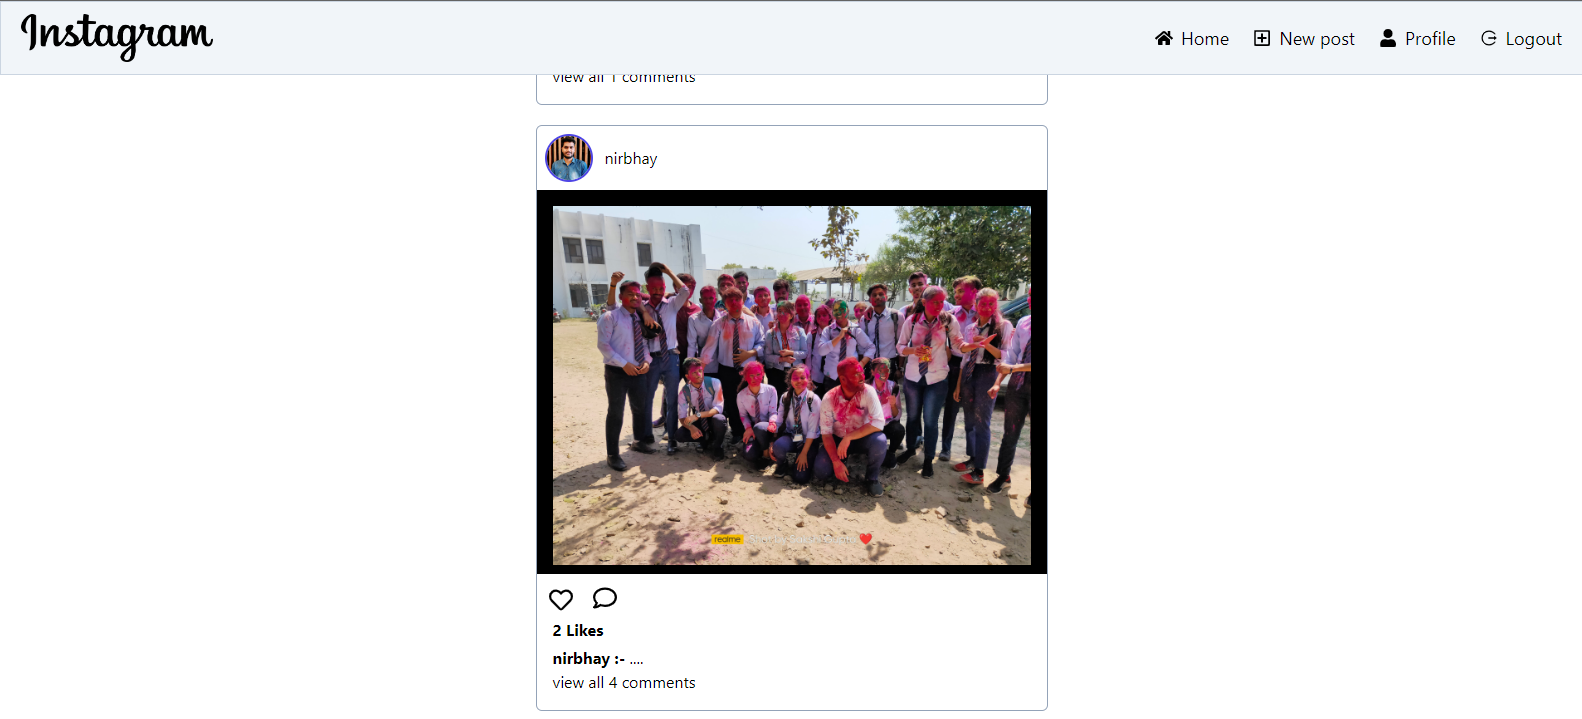 Instagram
Home
New post
Profile
Logout
view all 1 comments
nirbhay
realme
2 Likes
nirbhay :- ....
view all 4 comments